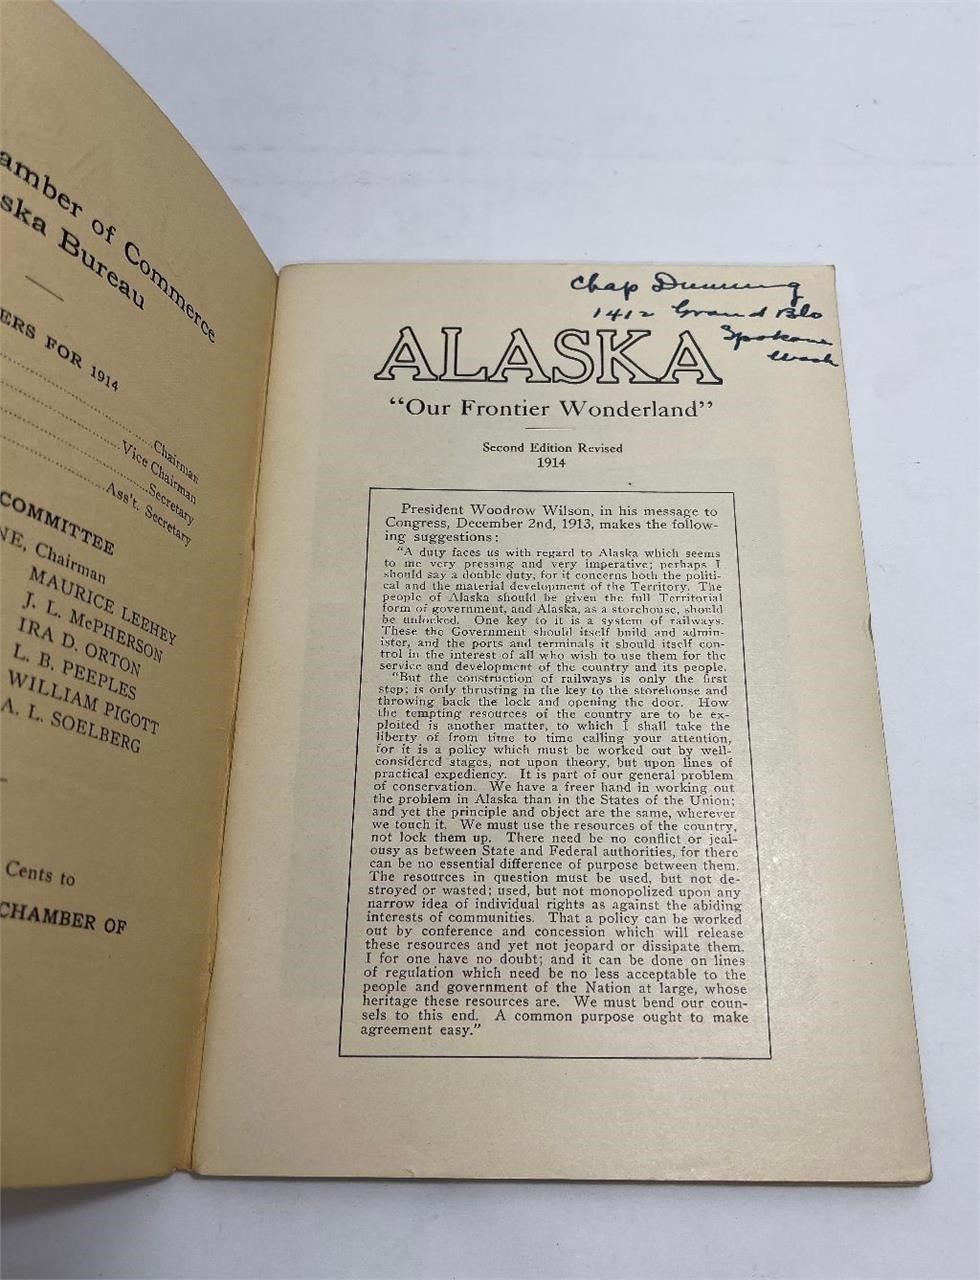 amber of Commerce
ska Bureau
ERS FOR 1914
Chairman
Vice Chairman
Secretary
Ass't. Secretary
COMMITTEE
NE, Chairman
MAURICE LEEHEY
J. L. McPHERSON
IRA D. ORTON
L. B. PEEPLES
WILLIAM PIGOTT
A. L. SOELBERG
Cents to
CHAMBER OF
Chap Dunning
1412 Grand Blo
Spokane
Wash
ALASKA
"Our Frontier Wonderland"
Second Edition Revised
1914
President Woodrow Wilson, in his message to
Congress, December 2nd, 1913, makes the follow-
ing suggestions:
"A duty faces us with regard to Alaska which seems
to me very pressing and very imperative; perhaps I
should say a double duty, for it concerns both the politi-
cal and the material development of the Territory. The
people of Alaska should be given the full Territorial
form of government, and Alaska, as a storehouse, should
be unlocked. One key to it is a system of railways.
These the Government should itself build and admin-
ister, and the ports and terminals it should itself con-
trol in the interest of all who wish to use them for the
service and development of the country and its people.
"But the construction of railways is only the first
step; is only thrusting in the key to the storehouse and
throwing back the lock and opening the door. How
the tempting resources of the country are to be ex-
ploited is another matter, to which I shall take the
liberty of from time to time calling your attention,
for it is a policy which must be worked out by well-
considered stages, not upon theory, but upon lines of
practical expediency. It is part of our general problem
of conservation. We have a freer hand in working out
the problem in Alaska than in the States of the Union;
and yet the principle and object are the same, wherever
we touch it. We must use the resources of the country,
not lock them up. There need be no conflict or jeal-
ousy as between State and Federal authorities, for there
can be no essential difference of purpose between them.
The resources in question must be used, but not de-
stroyed or wasted; used, but not monopolized upon any
narrow idea of individual rights as against the abiding
interests of communities. That a policy can be worked
out by conference and concession which will release
these resources and yet not jeopard or dissipate them,
I for one have no doubt; and it can be done on lines
of regulation which need be no less acceptable to the
people and government of the Nation at large, whose
heritage these resources are. We must bend our coun-
sels to this end. A common purpose ought to make
agreement easy."